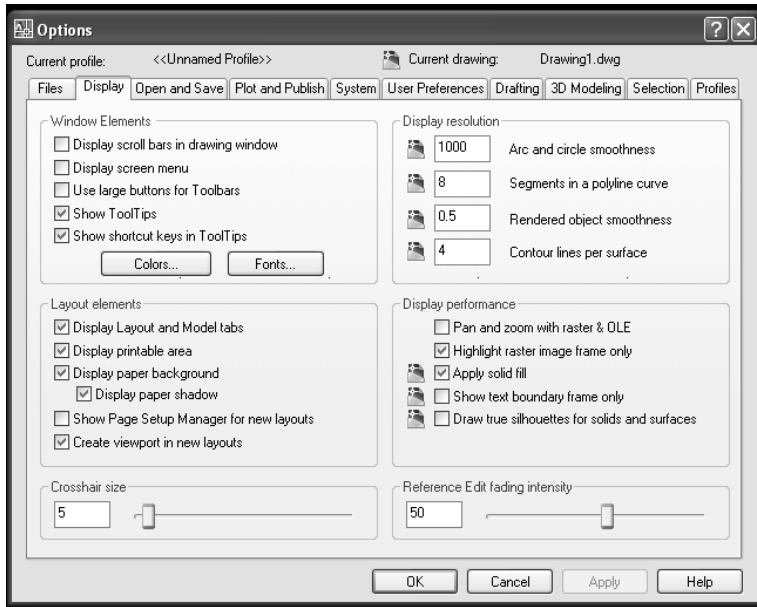 Options
Current profile: <<Unnamed Profile>> Current drawing: Drawing1.dwg
Files Display Open and Save Plot and Publish System User Preferences Drafting 3D Modeling Selection Profiles
Window Elements
Display scroll bars in drawing window
Display screen menu
Use large buttons for Toolbars
Show ToolTips
Show shortcut keys in ToolTips
Colors... Fonts...
Display resolution
1000 Arc and circle smoothness
8 Segments in a polyline curve
0.5 Rendered object smoothness
4 Contour lines per surface
Layout elements
Display Layout and Model tabs
Display printable area
Display paper background
Display paper shadow
Show Page Setup Manager for new layouts
Create viewport in new layouts
Display performance
Pan and zoom with raster & OLE
Highlight raster image frame only
Apply solid fill
Show text boundary frame only
Draw true silhouettes for solids and surfaces
Crosshair size
5
Reference Edit fading intensity
50
OK Cancel Apply Help